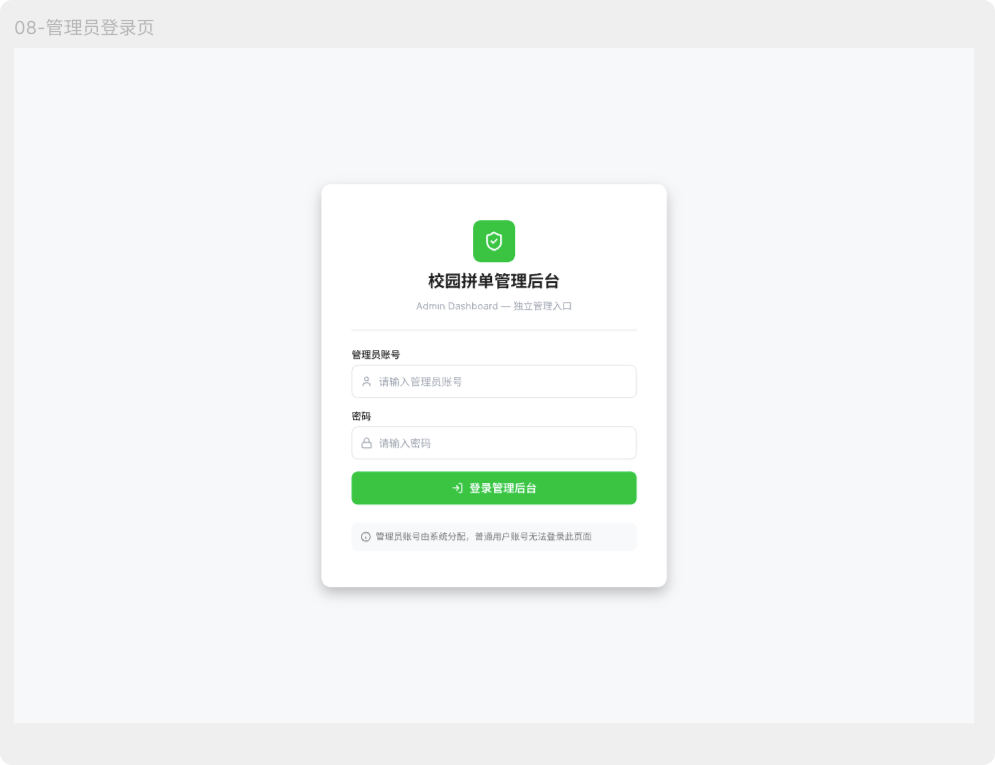 08-管理员登录页
校园拼单管理后台
Admin Dashboard — 独立管理入口
管理员账号
请输入管理员账号
密码
请输入密码
登录管理后台
管理员账号由系统分配，普通用户账号无法登录此页面